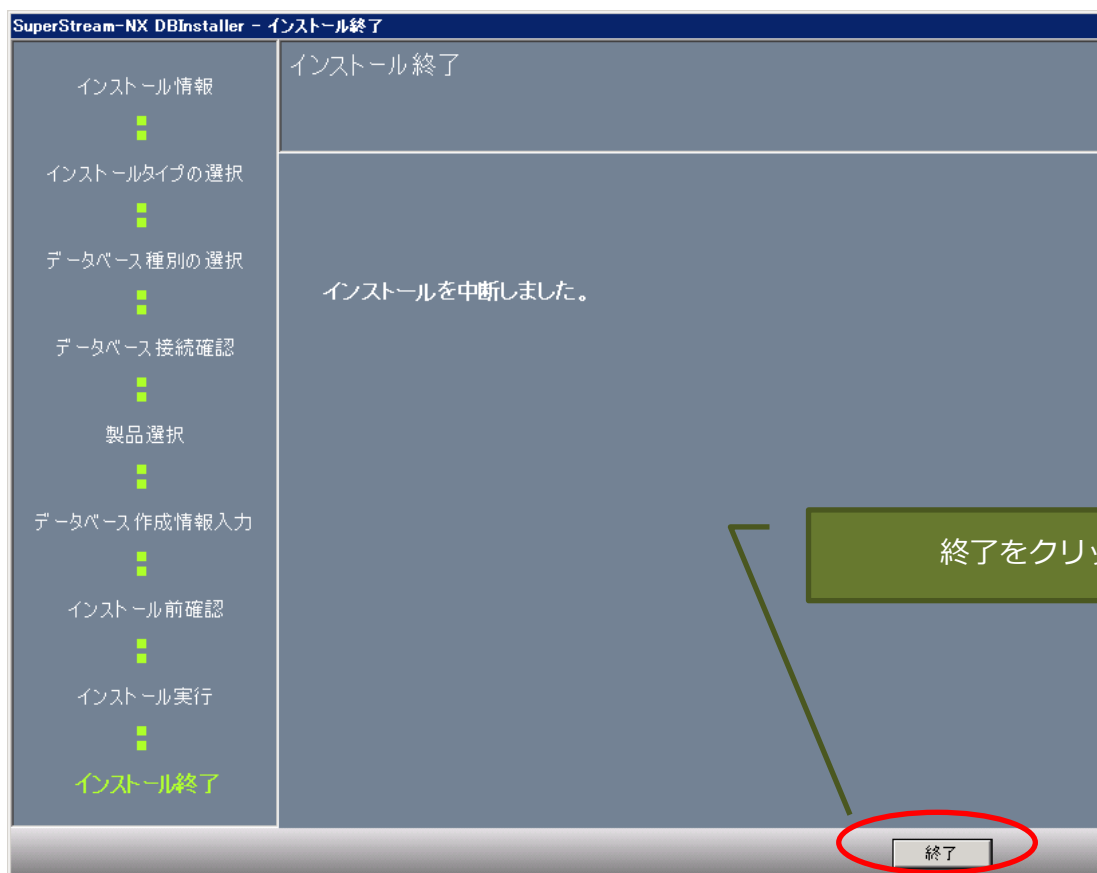 SuperStream-NX DBInstaller - インストール終了
インストール情報
インストールタイプの選択
データベース種別の選択
データベース接続確認
製品選択
データベース作成情報入力
インストール前確認
インストール実行
インストール終了
インストール終了
インストールを中断しました。
終了をクリッ
終了